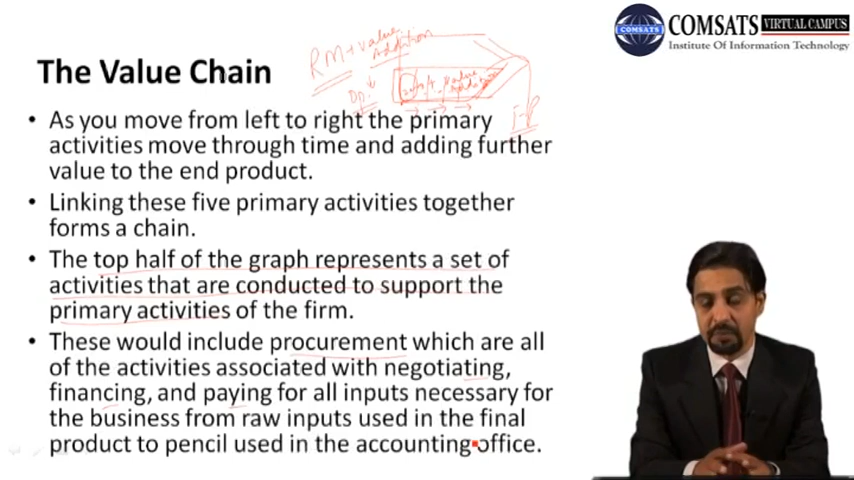 COMSATS VIRTUAL CAMPUS
Institute Of Information Technology
COMSATS
RM + value
Addition
The Value Chain
• As you move from left to right the primary
activities move through time and adding further
value to the end product.
• Linking these five primary activities together
forms a chain.
• The top half of the graph represents a set of
activities that are conducted to support the
primary activities of the firm.
• These would include procurement which are all
of the activities associated with negotiating,
financing, and paying for all inputs necessary for
the business from raw inputs used in the final
product to pencil used in the accounting office.